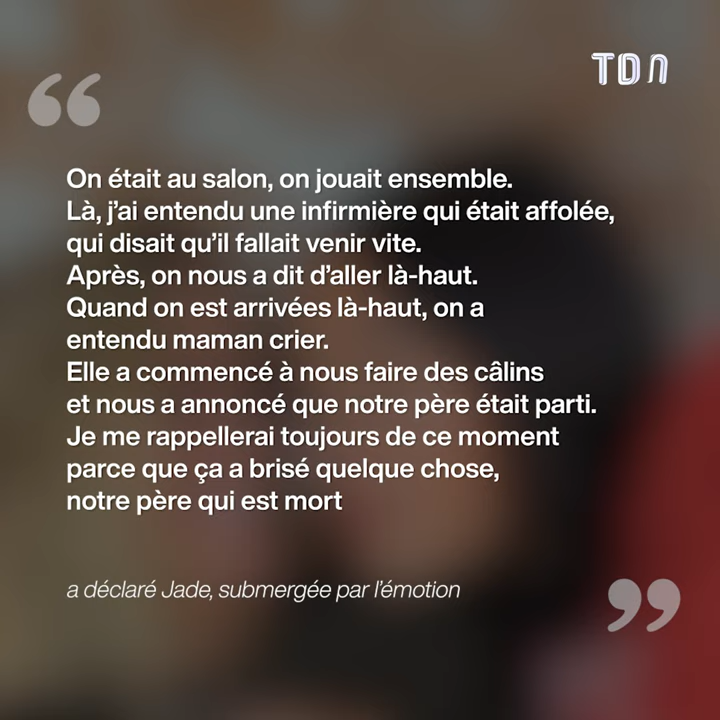 TDN
“
On était au salon, on jouait ensemble.
Là, j’ai entendu une infirmière qui était affolée,
qui disait qu’il fallait venir vite.
Après, on nous a dit d’aller là-haut.
Quand on est arrivées là-haut, on a
entendu maman crier.
Elle a commencé à nous faire des câlins
et nous a annoncé que notre père était parti.
Je me rappellerai toujours de ce moment
parce que ça a brisé quelque chose,
notre père qui est mort
a déclaré Jade, submergée par l’émotion
”